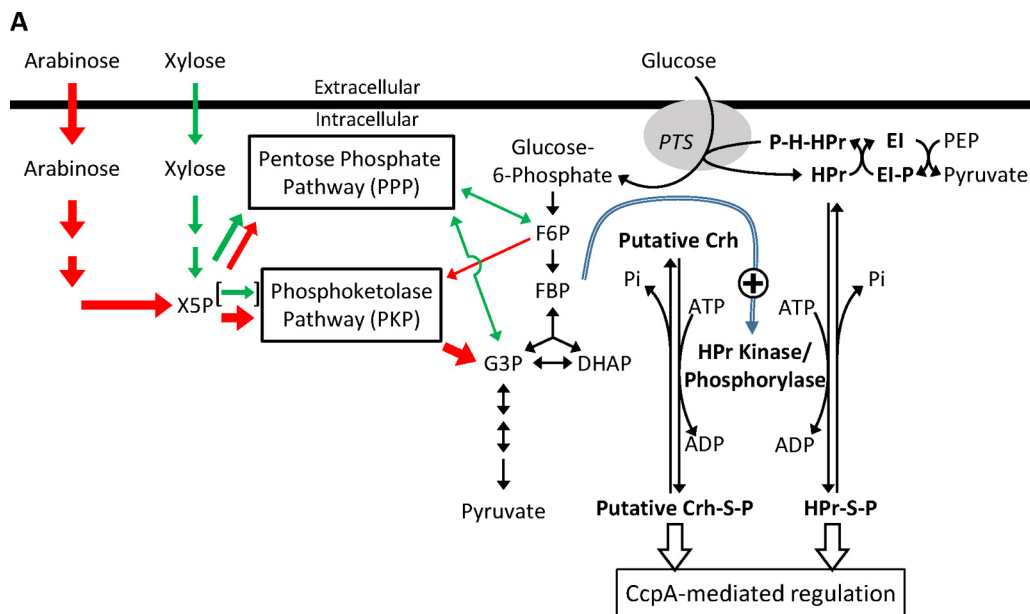 A
Arabinose
Xylose
Glucose
Extracellular
Intracellular
Arabinose
Xylose
Pentose Phosphate
Pathway (PPP)
Glucose-
6-Phosphate
PTS
P-H-HPr
EI
PEP
HPr
EI-P
Pyruvate
F6P
Putative Crh
X5P
[ ]
Phosphoketolase
Pathway (PKP)
FBP
Pi
ATP
+
ATP
Pi
G3P
DHAP
HPr Kinase/
Phosphorylase
ADP
ADP
Pyruvate
Putative Crh-S-P
HPr-S-P
CcpA-mediated regulation